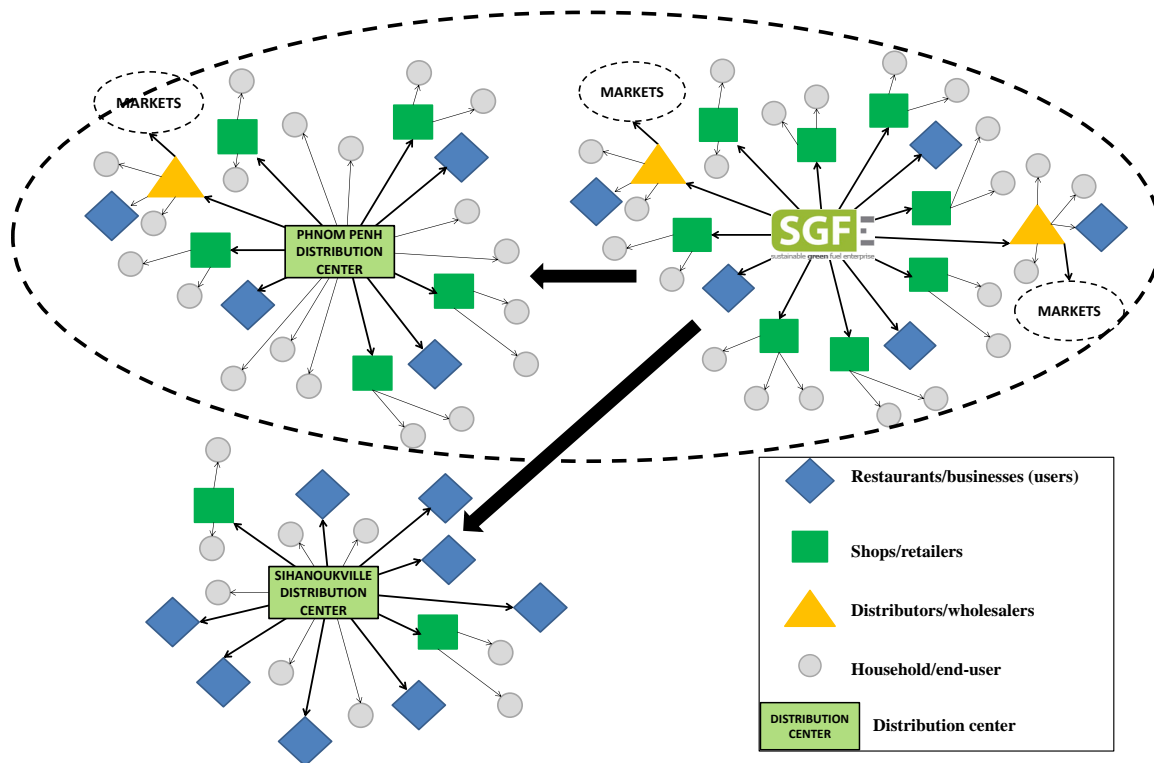 MARKETS
MARKETS
PHNOM PENH
DISTRIBUTION
CENTER
SGFE
sustainable green fuel enterprise
MARKETS
SIHANOUKVILLE
DISTRIBUTION
CENTER
Restaurants/businesses (users)
Shops/retailers
Distributors/wholesalers
Household/end-user
DISTRIBUTION
CENTER
Distribution center